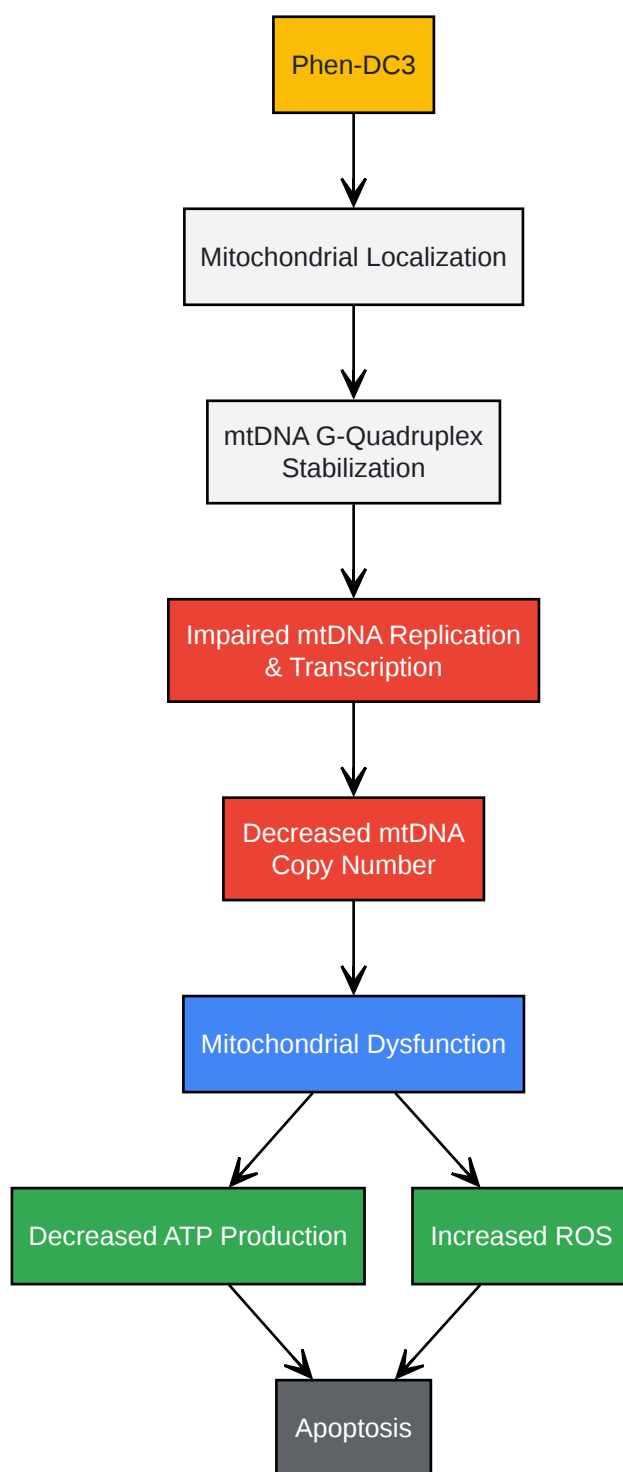 Phen-DC3
Mitochondrial Localization
mtDNA G-Quadruplex
Stabilization
Impaired mtDNA Replication
& Transcription
Decreased mtDNA
Copy Number
Mitochondrial Dysfunction
Decreased ATP Production
Increased ROS
Apoptosis